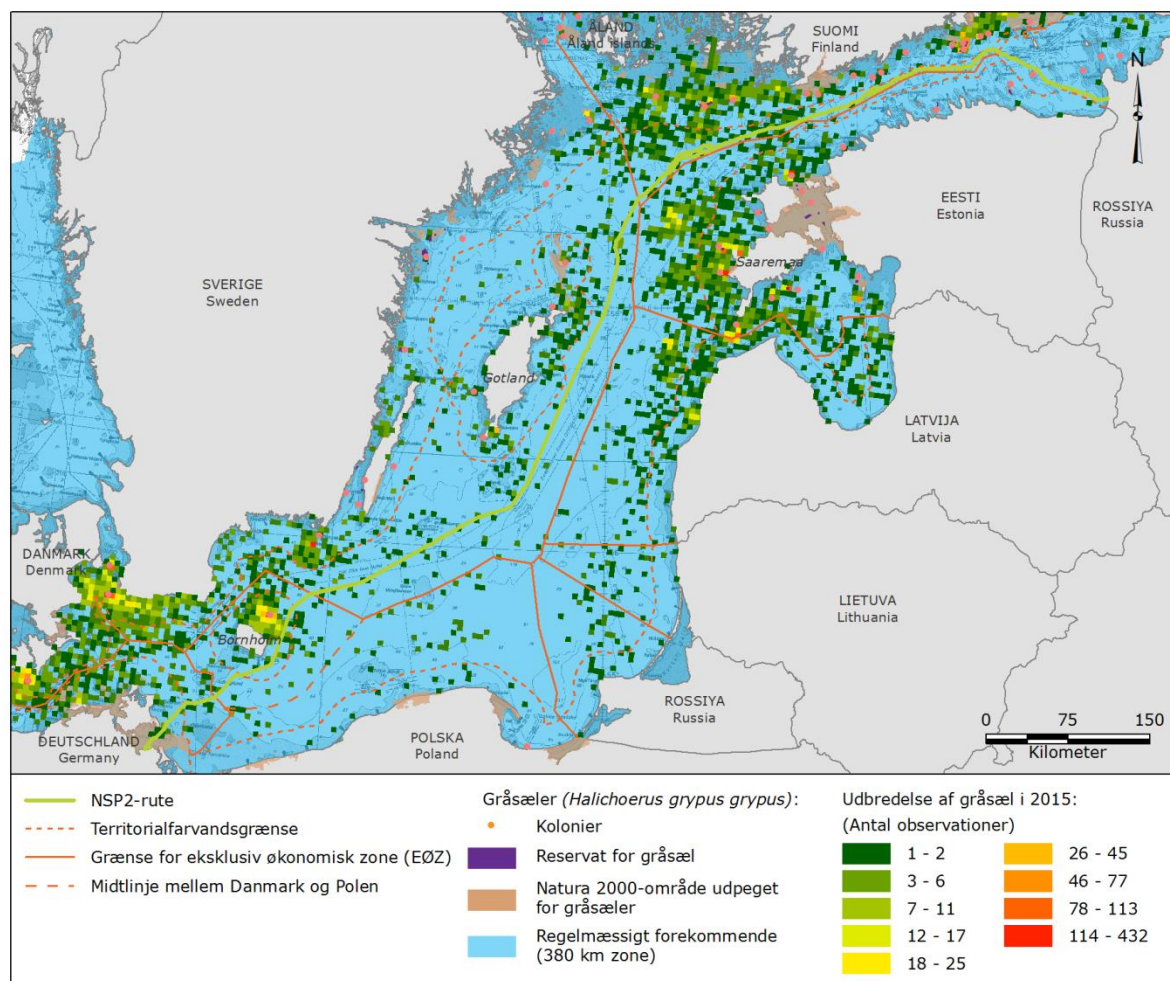 ÅLAND
Åland islands
SUOMI
Finland
N
EESTI
Estonia
ROSSIYA
Russia
SVERIGE
Sweden
Saaremaa
Gotland
LATVIJA
Latvia
DANMARK
Denmark
LIETUVA
Lithuania
Bornholm
ROSSIYA
Russia
POLSKA
Poland
DEUTSCHLAND
Germany
0 75 150
Kilometer
NSP2-rute
Territorialfarvandsgrænse
Grænse for eksklusiv økonomisk zone (EØZ)
Midtlinje mellem Danmark og Polen
Gråsæler (Halichoerus grypus grypus):
Kolonier
Reservat for gråsæl
Natura 2000-område udpeget
for gråsæler
Regelmæssigt forekommende
(380 km zone)
Udbredelse af gråsæl i 2015:
(Antal observationer)
1 - 2
3 - 6
7 - 11
12 - 17
18 - 25
26 - 45
46 - 77
78 - 113
114 - 432